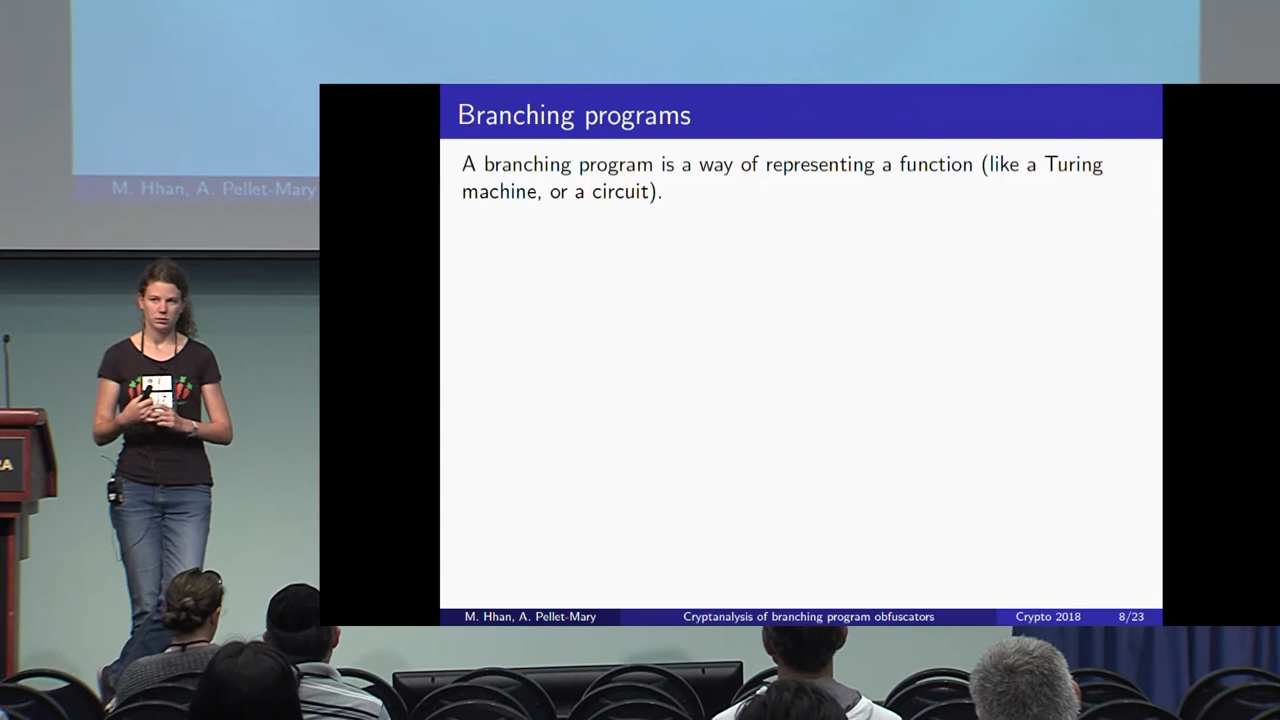 M. Hhan, A. Pellet-Mary
Branching programs
A branching program is a way of representing a function (like a Turing
machine, or a circuit).
M. Hhan, A. Pellet-Mary Cryptanalysis of branching program obfuscators Crypto 2018 8/23